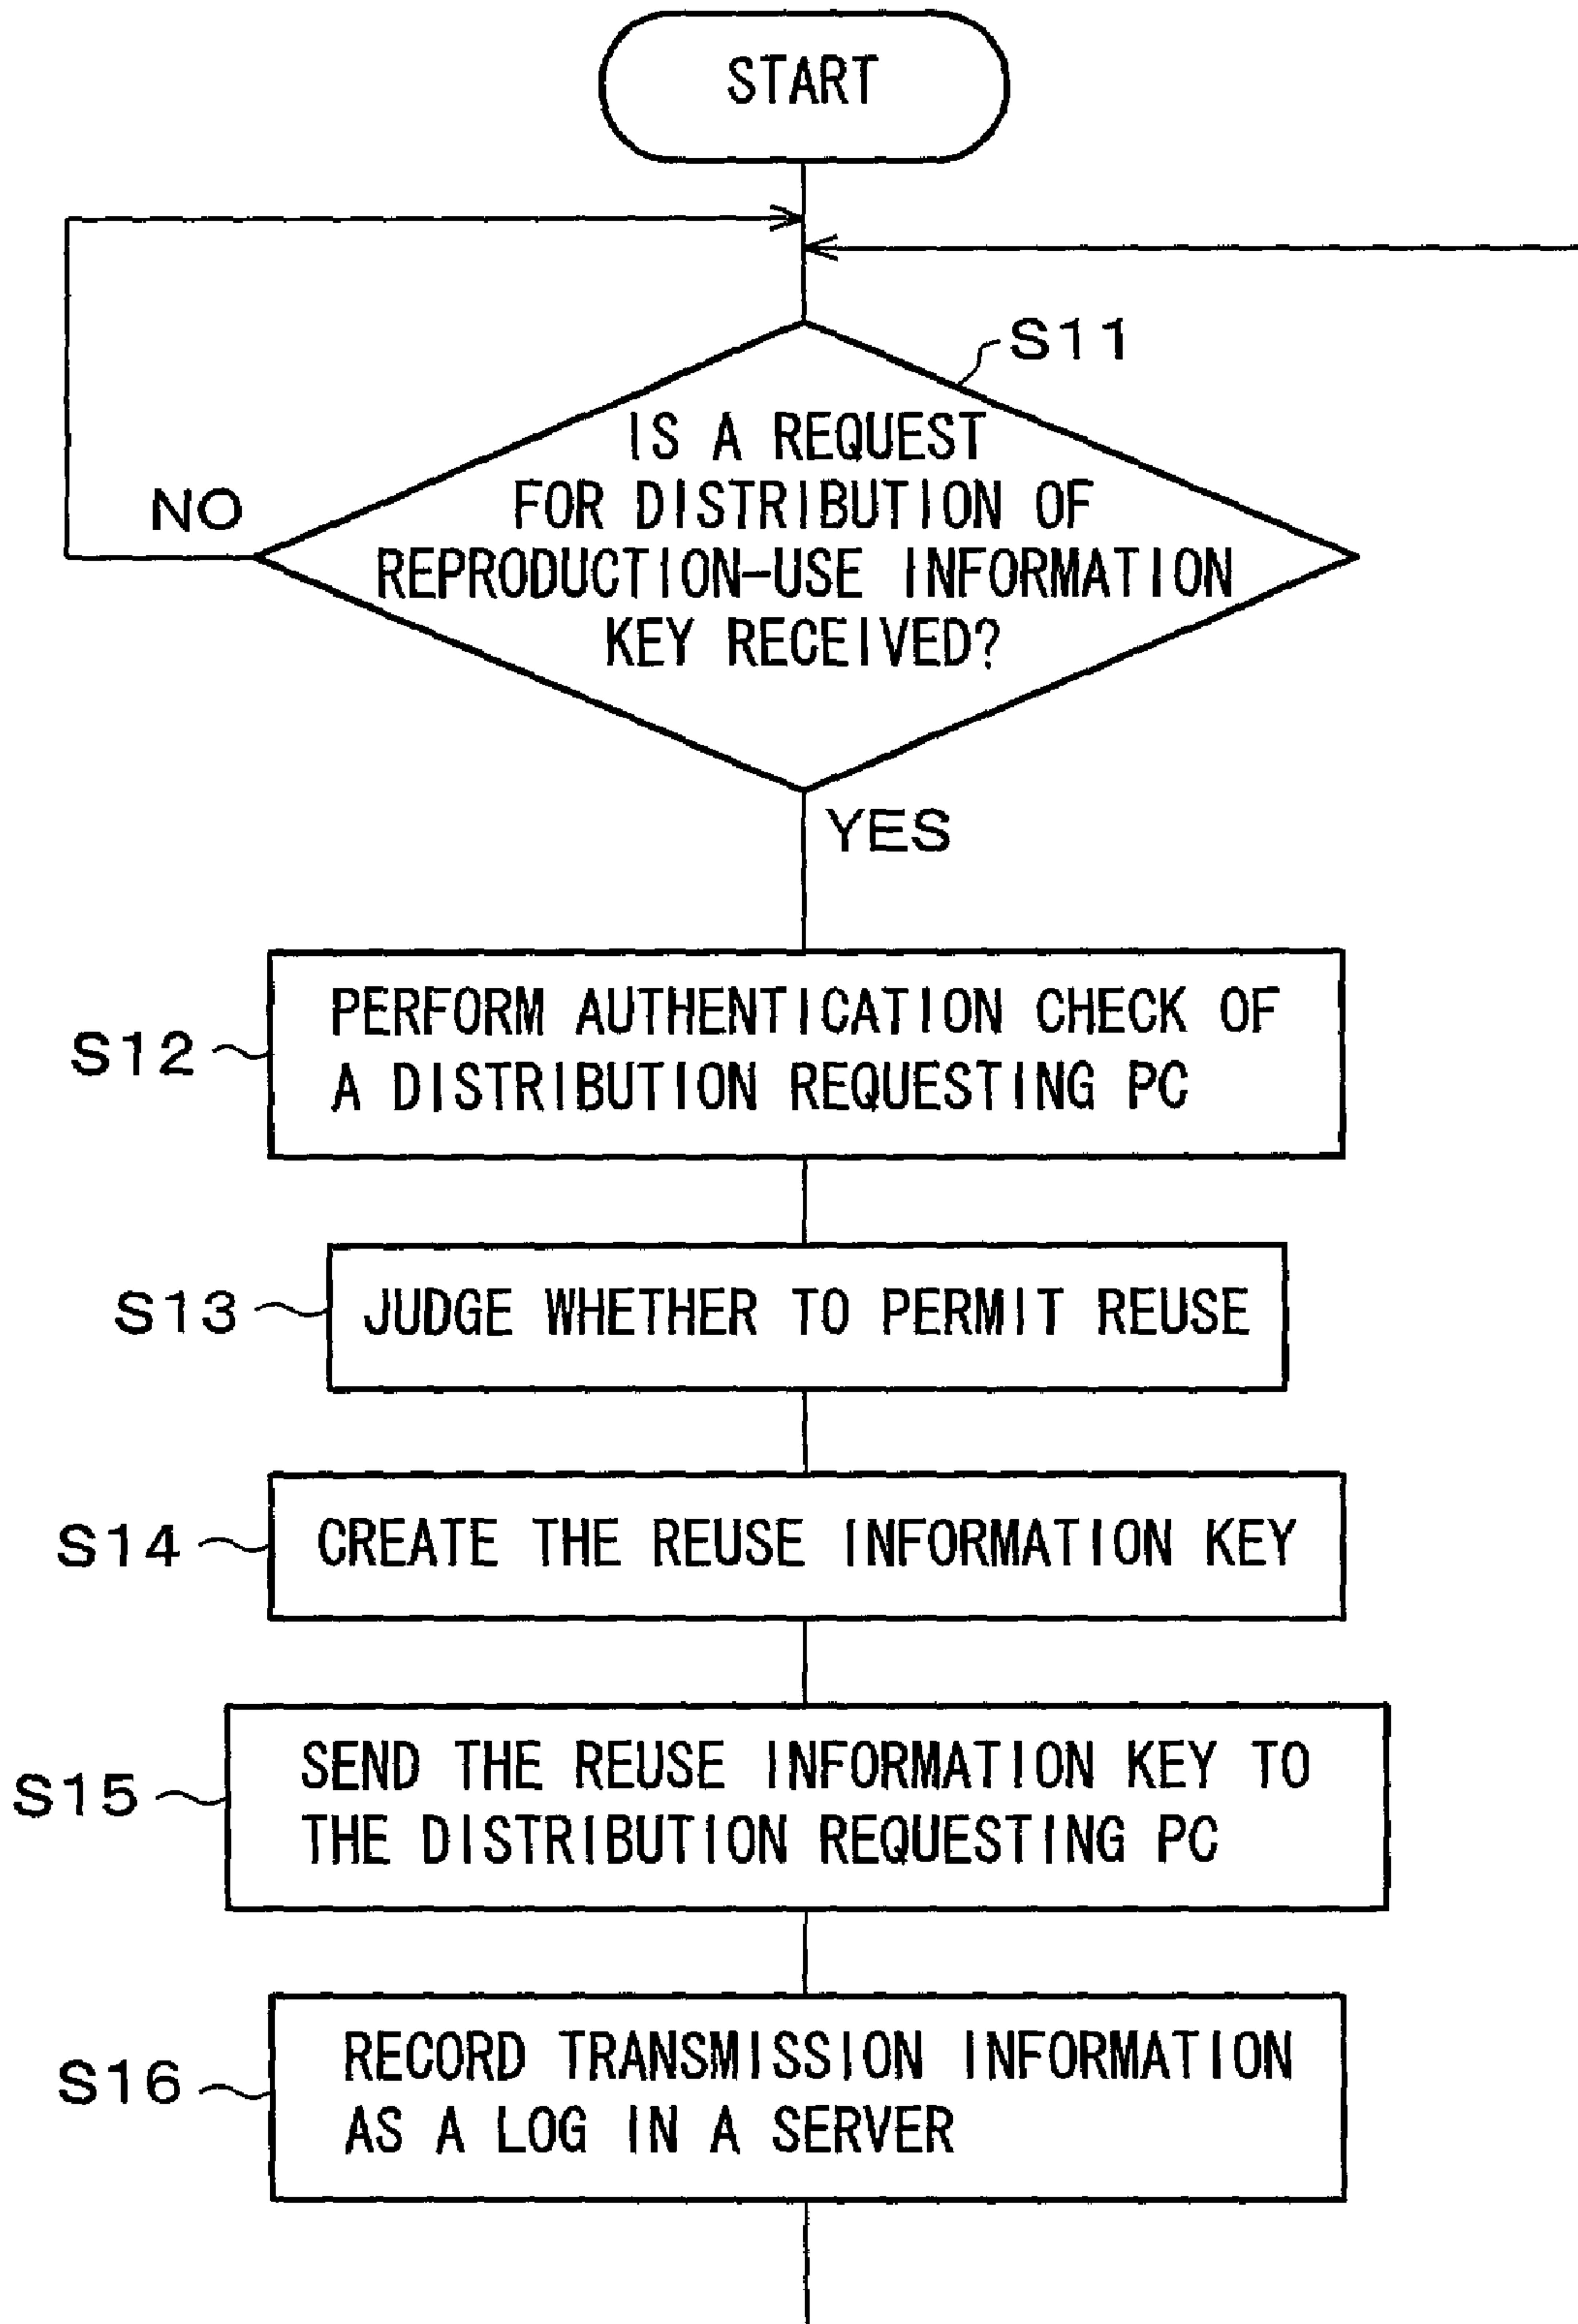 START
S11
IS A REQUEST
FOR DISTRIBUTION OF
REPRODUCTION-USE INFORMATION
KEY RECEIVED?
NO
YES
S12
PERFORM AUTHENTICATION CHECK OF
A DISTRIBUTION REQUESTING PC
S13
JUDGE WHETHER TO PERMIT REUSE
S14
CREATE THE REUSE INFORMATION KEY
S15
SEND THE REUSE INFORMATION KEY TO
THE DISTRIBUTION REQUESTING PC
S16
RECORD TRANSMISSION INFORMATION
AS A LOG IN A SERVER